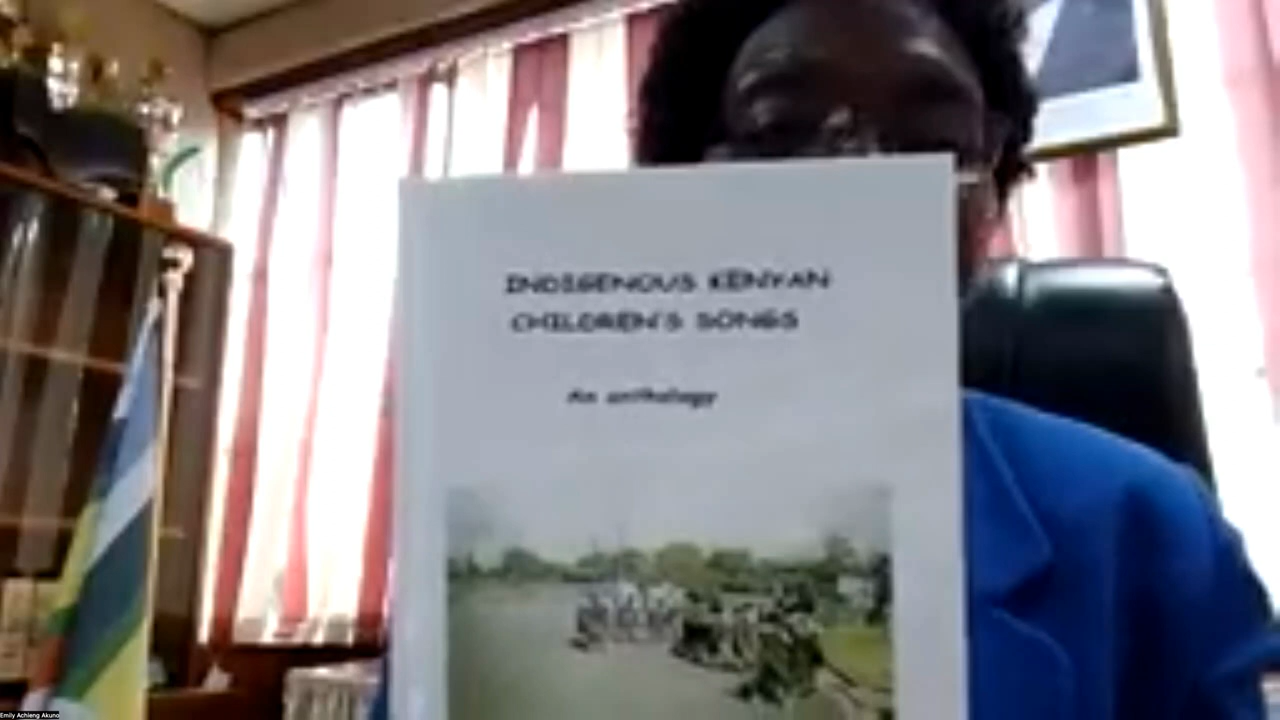 INDIGENOUS KENYAN
CHILDREN'S SONGS
An anthology
Emily Achieng Akuno